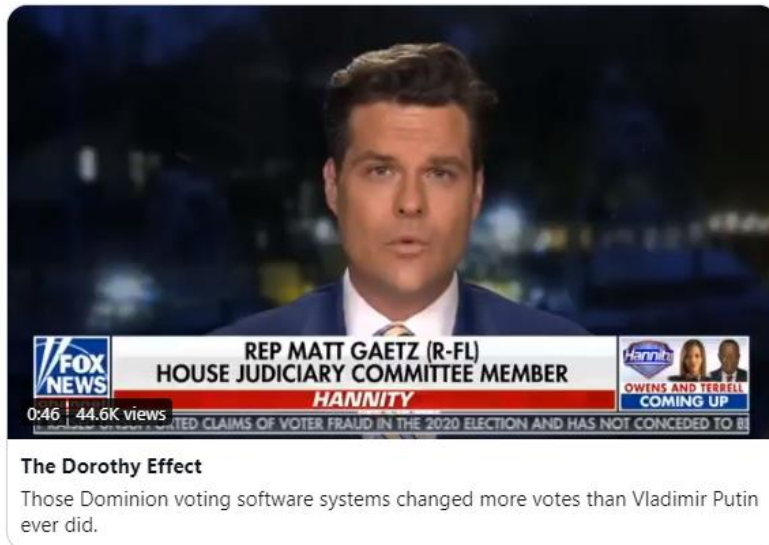 REP MATT GAETZ (R-FL)
HOUSE JUDICIARY COMMITTEE MEMBER
FOX
NEWS
channel
HANNITY
Hannity
OWENS AND TERRELL
COMING UP
0:46 44.6K views
CLAIMS OF VOTER FRAUD IN THE 2020 ELECTION AND HAS NOT CONCEDED TO
The Dorothy Effect
Those Dominion voting software systems changed more votes than Vladimir Putin
ever did.